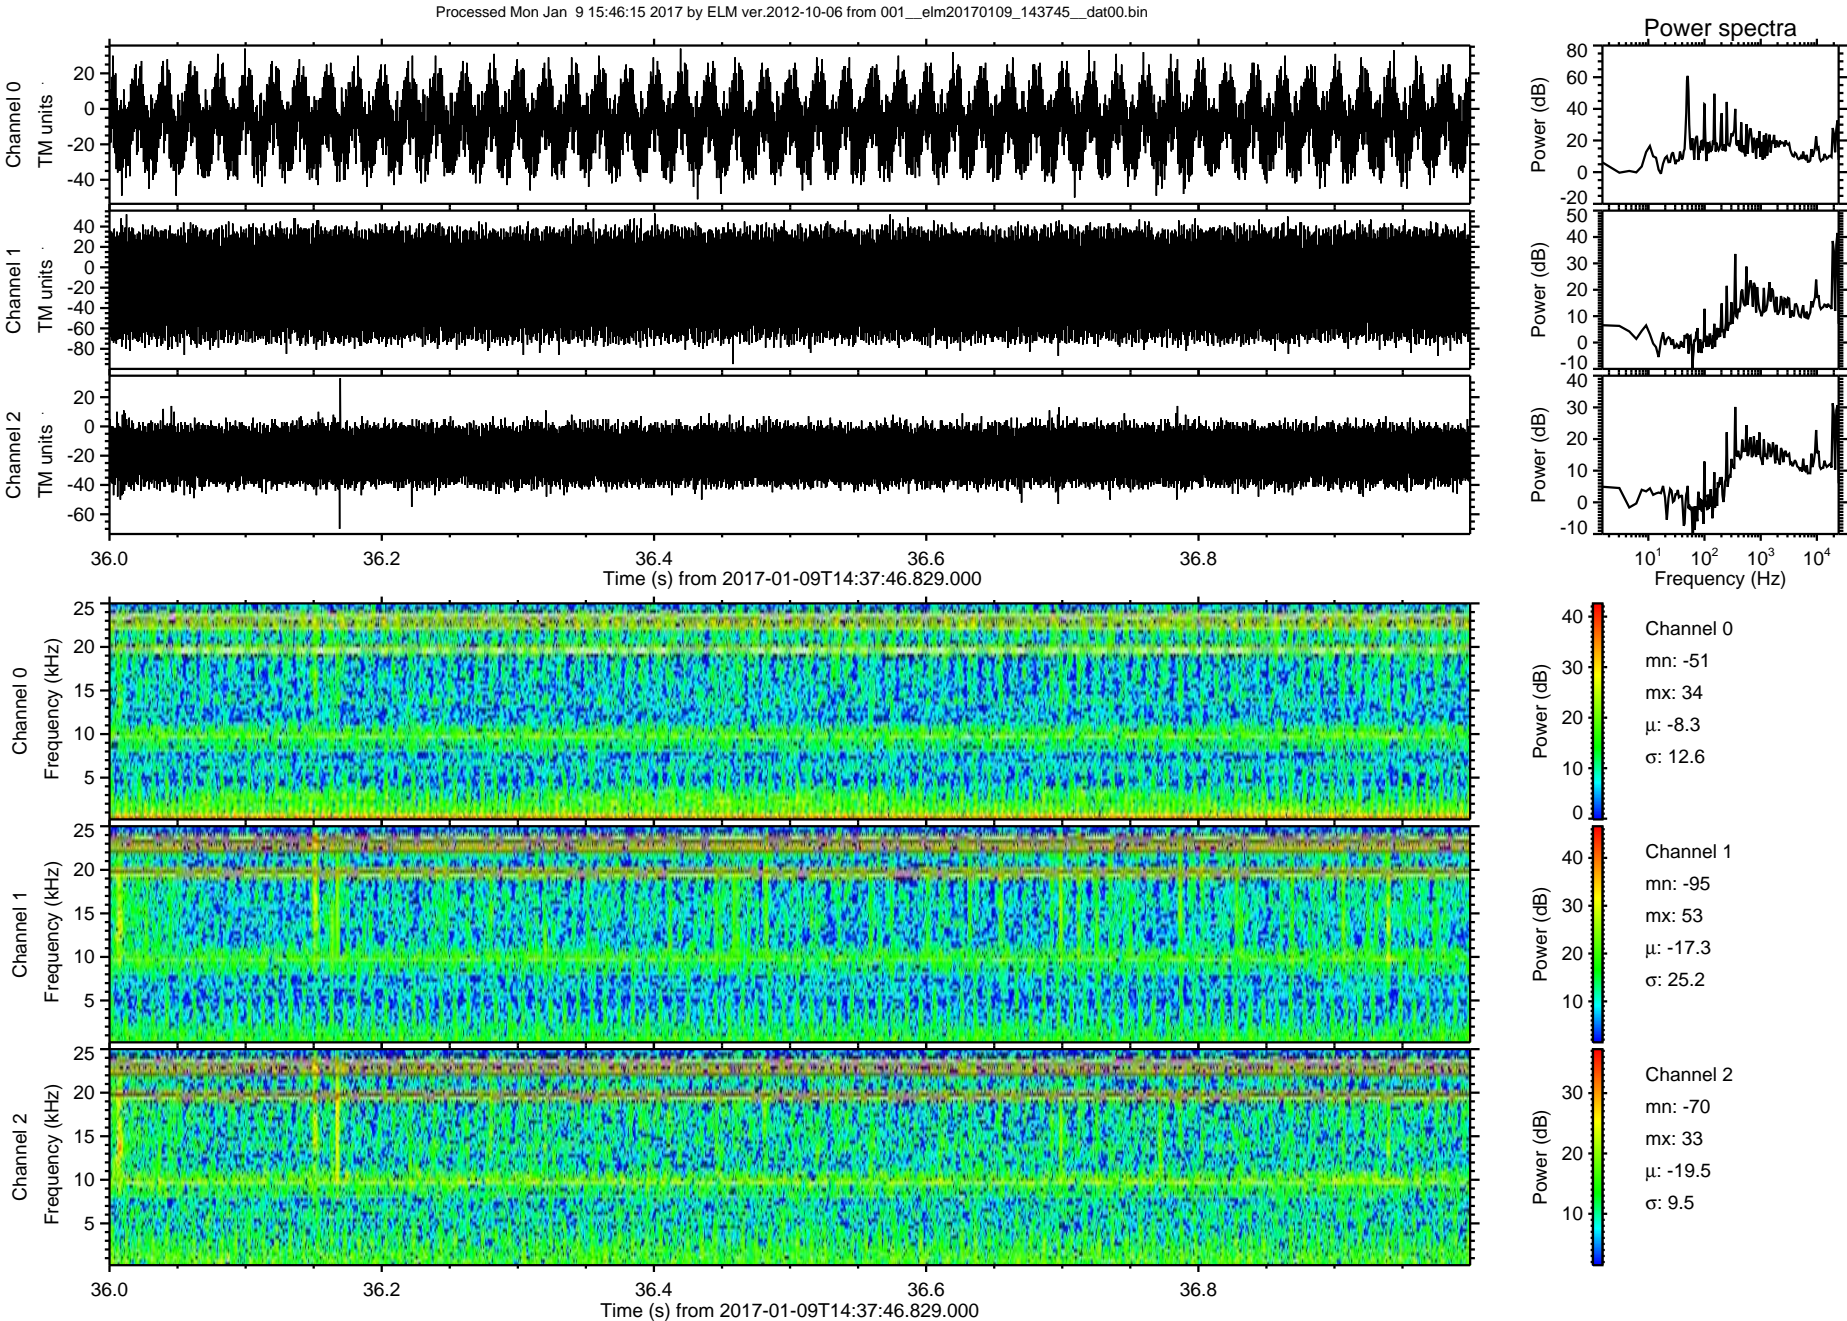 Processed Mon Jan  9 15:46:15 2017 by ELM ver.2012-10-06 from 001__elm20170109_143745__dat00.bin
Power spectra
Channel 0
TM units
20
0
-20
-40
Power (dB)
80
60
40
20
0
-20
Channel 1
TM units
40
20
0
-20
-40
-60
-80
Power (dB)
50
40
30
20
10
0
-10
Channel 2
TM units
20
0
-20
-40
-60
Power (dB)
40
30
20
10
0
-10
36.0 36.2 36.4 36.6 36.8
Time (s) from 2017-01-09T14:37:46.829.000
10^1 10^2 10^3 10^4
Frequency (Hz)
Channel 0
Frequency (kHz)
25
20
15
10
5
Power (dB)
40
30
20
10
0
Channel 0
mn: -51
mx: 34
μ: -8.3
σ: 12.6
Channel 1
Frequency (kHz)
25
20
15
10
5
Power (dB)
40
30
20
10
Channel 1
mn: -95
mx: 53
μ: -17.3
σ: 25.2
Channel 2
Frequency (kHz)
25
20
15
10
5
Power (dB)
30
20
10
Channel 2
mn: -70
mx: 33
μ: -19.5
σ: 9.5
36.0 36.2 36.4 36.6 36.8
Time (s) from 2017-01-09T14:37:46.829.000